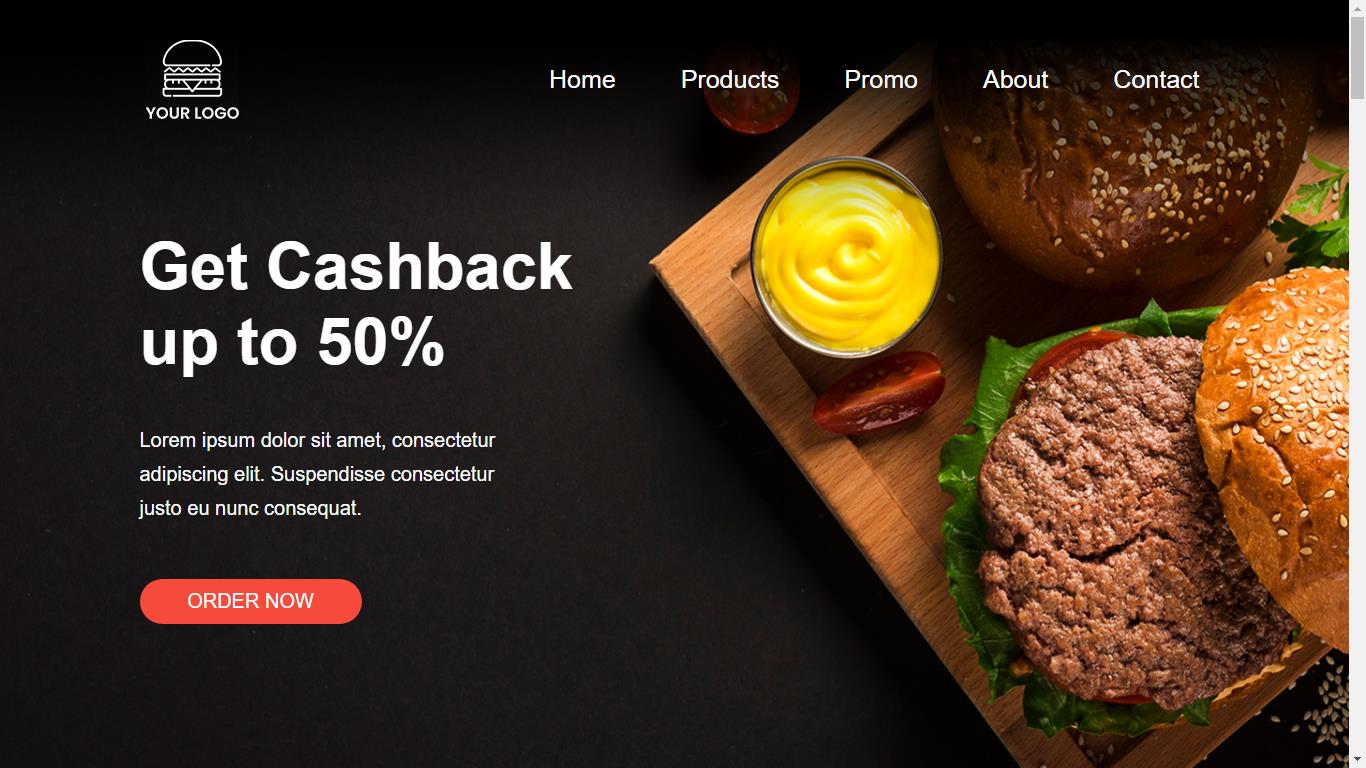 YOUR LOGO
Home Products Promo About Contact
Get Cashback
up to 50%
Lorem ipsum dolor sit amet, consectetur
adipiscing elit. Suspendisse consectetur
justo eu nunc consequat.
ORDER NOW